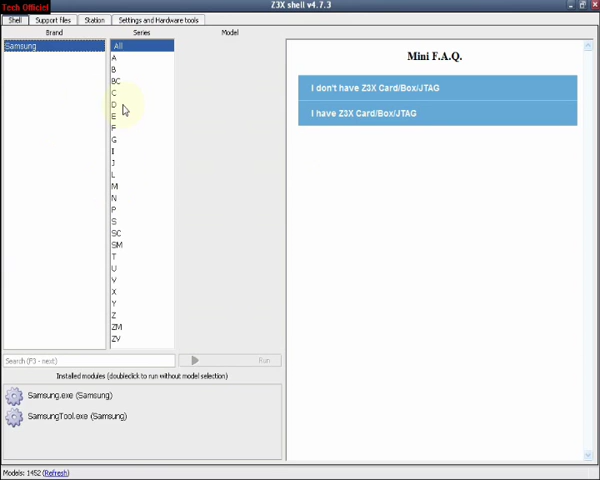 Tech Officiel
Z3X shell v4.7.3
Shell
Support files
Station
Settings and Hardware tools
Brand
Series
Model
Samsung
All
A
B
BC
C
D
E
F
G
I
J
L
M
N
P
S
SC
SM
T
U
V
X
Y
Z
ZM
ZV
Mini F.A.Q.
I don't have Z3X Card/Box/JTAG
I have Z3X Card/Box/JTAG
Search (F3 - next)
Run
Installed modules (doubleclick to run without model selection)
Samsung.exe (Samsung)
SamsungTool.exe (Samsung)
Models: 1452 (Refresh)